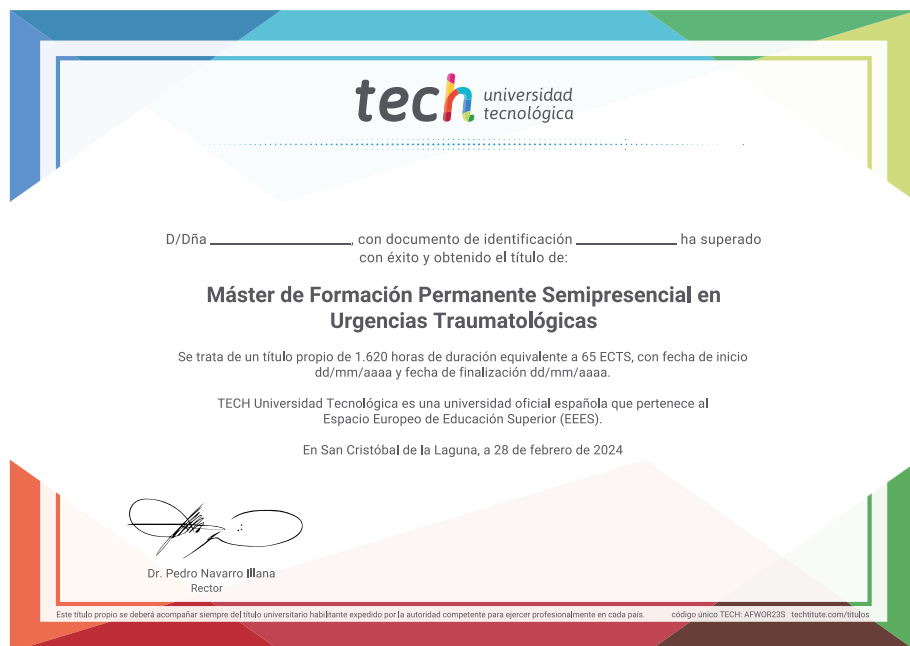 tech universidad
tecnológica
D/Dña ____________________, con documento de identificación ______________ ha superado
con éxito y obtenido el título de:
Máster de Formación Permanente Semipresencial en
Urgencias Traumatológicas
Se trata de un título propio de 1.620 horas de duración equivalente a 65 ECTS, con fecha de inicio
dd/mm/aaaa y fecha de finalización dd/mm/aaaa.
TECH Universidad Tecnológica es una universidad oficial española que pertenece al
Espacio Europeo de Educación Superior (EEES).
En San Cristóbal de la Laguna, a 28 de febrero de 2024
Dr. Pedro Navarro Illana
Rector
Este título propio se deberá acompañar siempre del título universitario habilitante expedido por la autoridad competente para ejercer profesionalmente en cada país. código único TECH: AFWOR23S techtitute.com/titulos